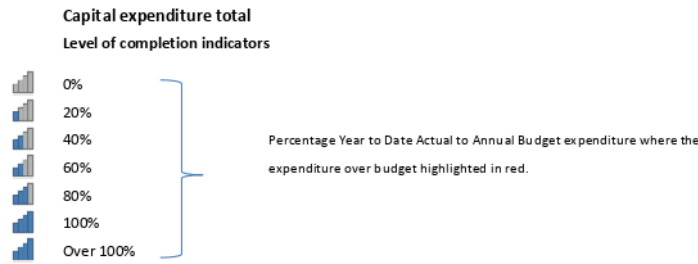 Capital expenditure total
Level of completion indicators
0%
20%
40%
60%
80%
100%
Over 100%
Percentage Year to Date Actual to Annual Budget expenditure where the
expenditure over budget highlighted in red.